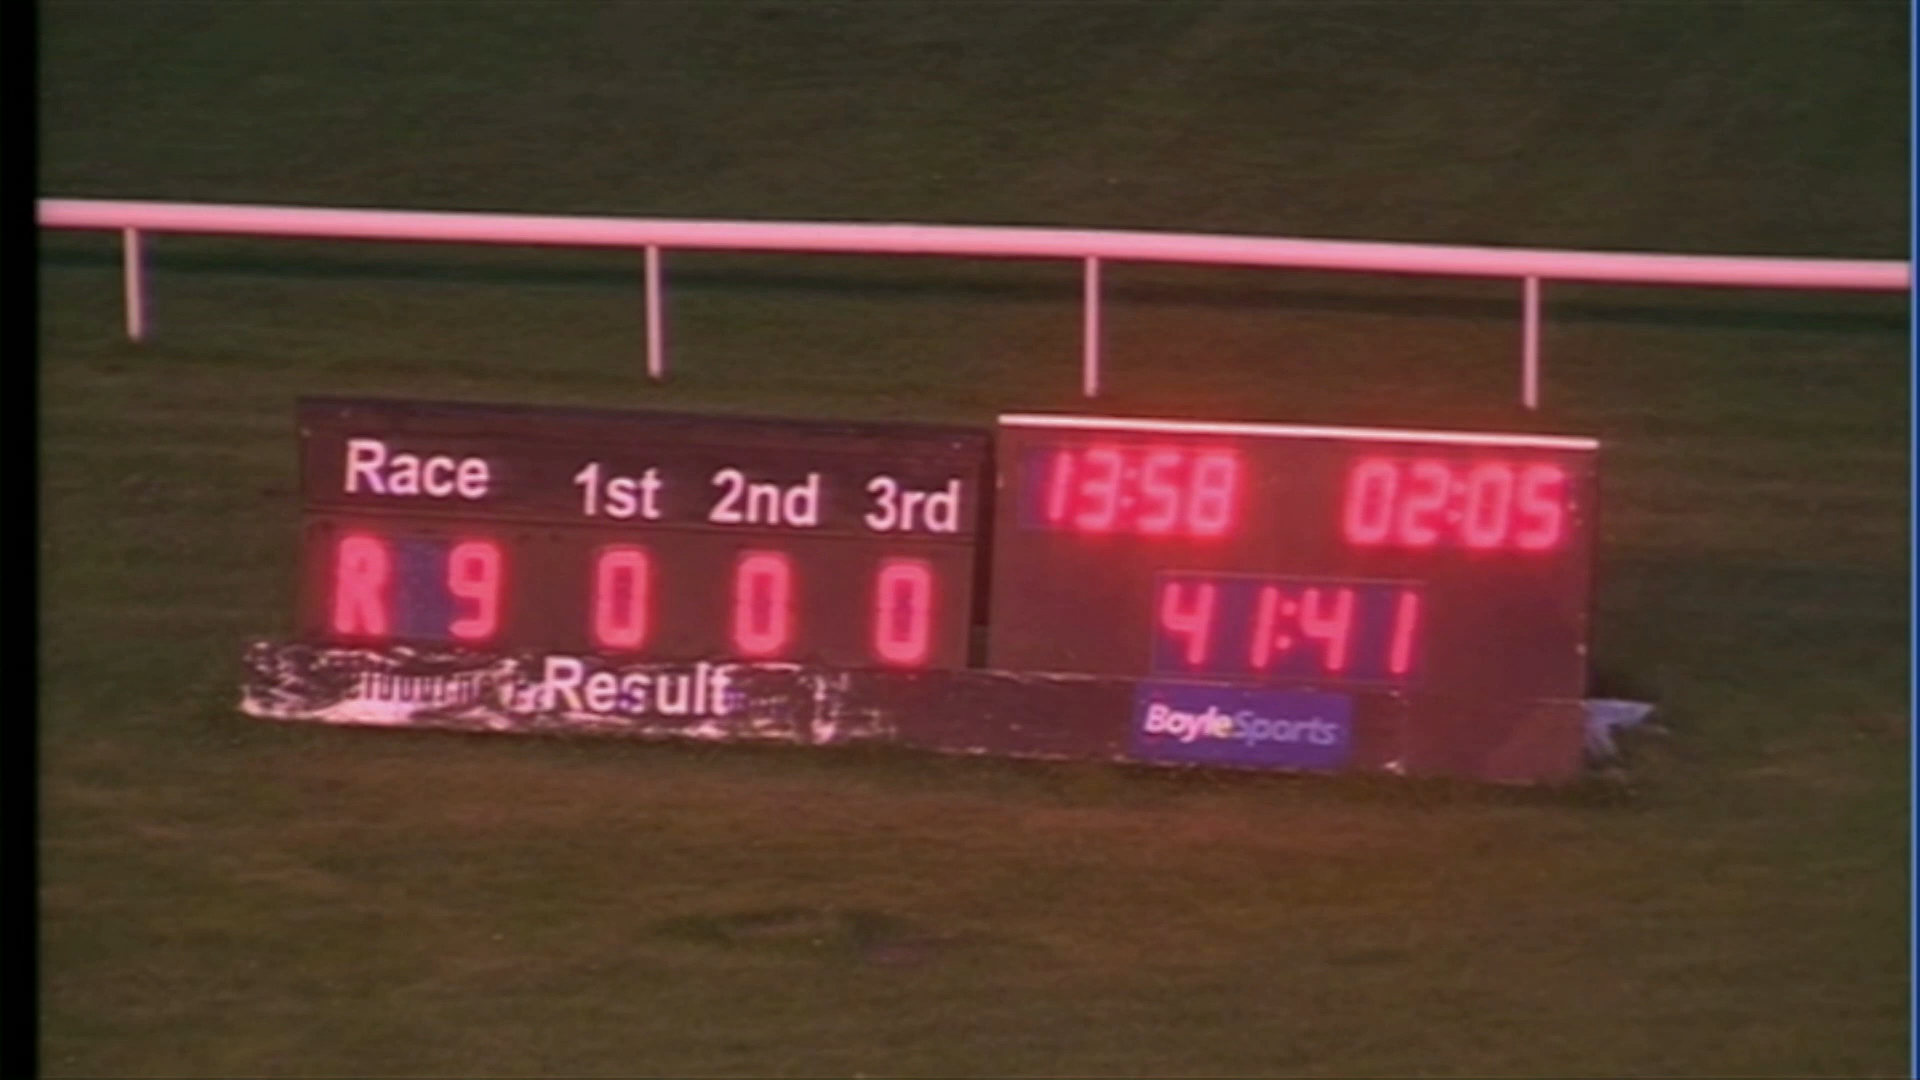 Race 1st 2nd 3rd
R 9 0 0 0
Result
13:58 02:05
41:41
BoyleSports